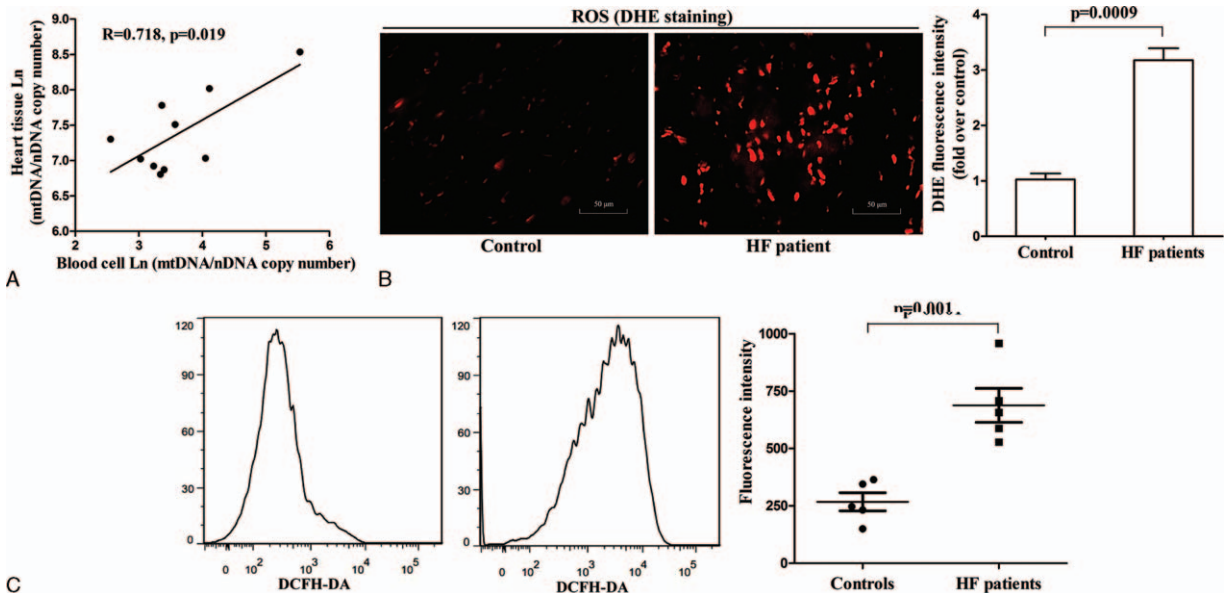 9.0
8.5
8.0
7.5
7.0
6.5
6.0
Heart tissue Ln
(mtDNA/nDNA copy number)
R=0.718, p=0.019
2 3 4 5 6
Blood cell Ln (mtDNA/nDNA copy number)
A
ROS (DHE staining)
50 μm
50 μm
Control
HF patient
B
DHE fluorescence intensity
(fold over control)
4
3
2
1
0
p=0.0009
Control
HF patients
120
90
60
30
0
0 10² 10³ 10⁴ 10⁵
DCFH-DA
120
90
60
30
0
0 10² 10³ 10⁴ 10⁵
DCFH-DA
Fluorescence intensity
1000
750
500
250
0
Controls
HF patients
C